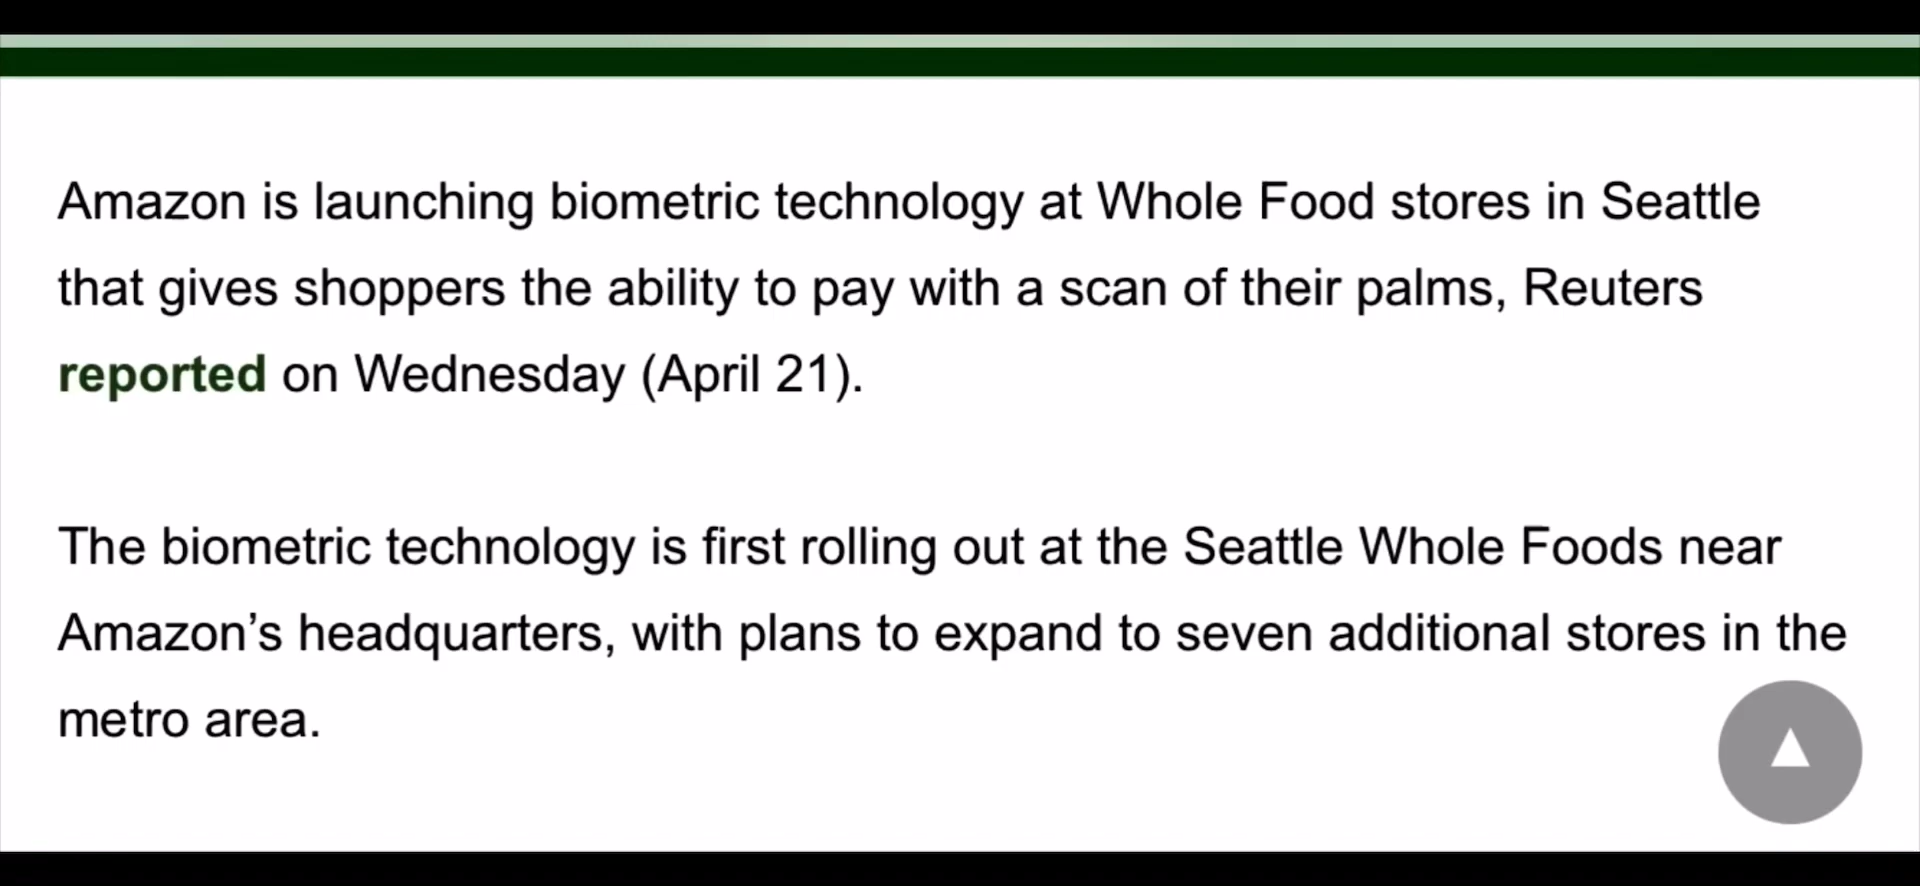 Amazon is launching biometric technology at Whole Food stores in Seattle
that gives shoppers the ability to pay with a scan of their palms, Reuters
reported on Wednesday (April 21).
The biometric technology is first rolling out at the Seattle Whole Foods near
Amazon’s headquarters, with plans to expand to seven additional stores in the
metro area.